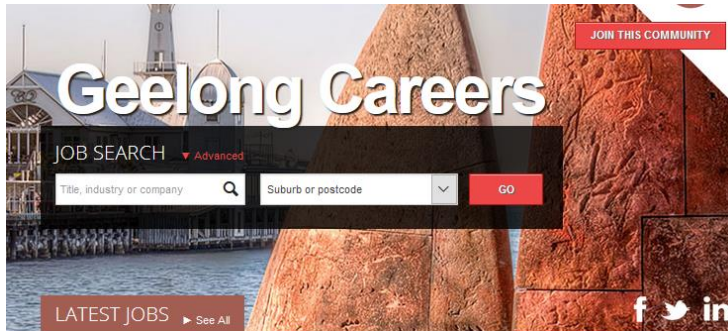 JOIN THIS COMMUNITY
Geelong Careers
JOB SEARCH ▼ Advanced
Title, industry or company
Suburb or postcode
GO
LATEST JOBS ► See All
f in